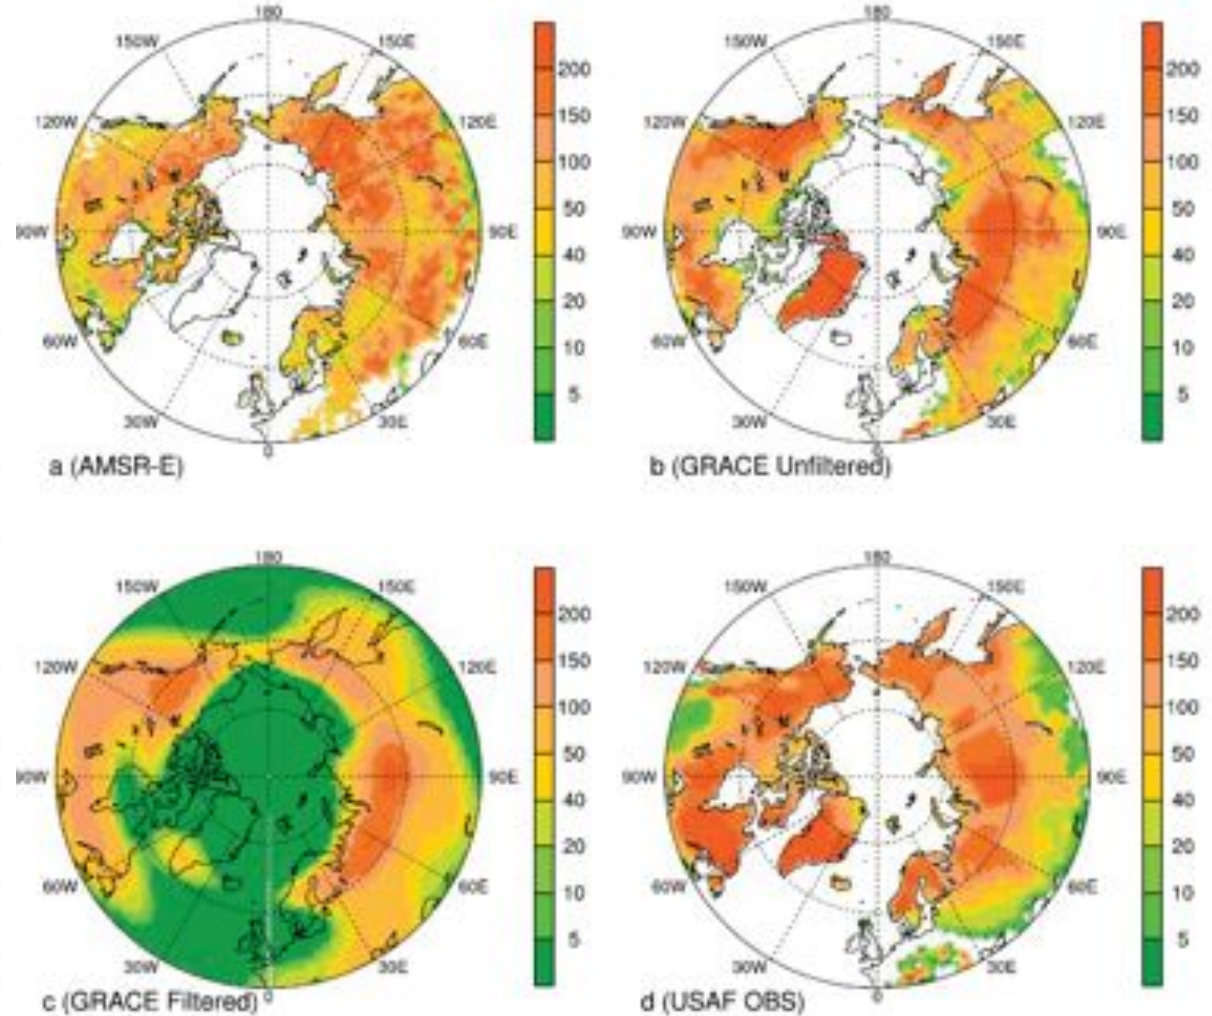 180
150W
150E
120W
120E
90W
90E
60W
60E
30W
30E
0
200
150
100
50
40
20
10
5
a (AMSR-E)
180
150W
150E
120W
120E
90W
90E
60W
60E
30W
30E
0
200
150
100
50
40
20
10
5
b (GRACE Unfiltered)
180
150W
150E
120W
120E
90W
90E
60W
60E
30W
30E
0
200
150
100
50
40
20
10
5
c (GRACE Filtered)
180
150W
150E
120W
120E
90W
90E
60W
60E
30W
30E
0
200
150
100
50
40
20
10
5
d (USAF OBS)